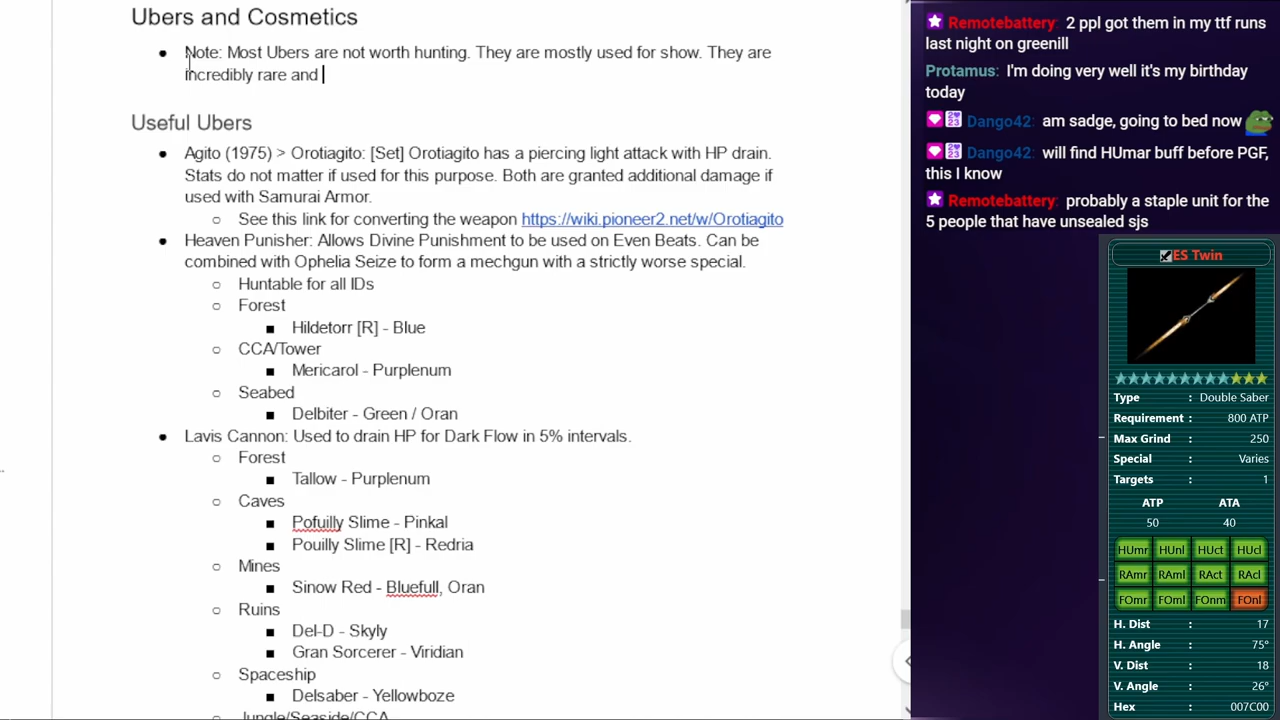 Ubers and Cosmetics
● Note: Most Ubers are not worth hunting. They are mostly used for show. They are
incredibly rare and
Useful Ubers
● Agito (1975) > Orotiagito: [Set] Orotiagito has a piercing light attack with HP drain.
Stats do not matter if used for this purpose. Both are granted additional damage if
used with Samurai Armor.
○ See this link for converting the weapon https://wiki.pioneer2.net/w/Orotiagito
● Heaven Punisher: Allows Divine Punishment to be used on Even Beats. Can be
combined with Ophelia Seize to form a mechgun with a strictly worse special.
○ Huntable for all IDs
○ Forest
■ Hildetorr [R] - Blue
○ CCA/Tower
■ Mericarol - Purplenum
○ Seabed
■ Delbiter - Green / Oran
● Lavis Cannon: Used to drain HP for Dark Flow in 5% intervals.
○ Forest
■ Tallow - Purplenum
○ Caves
■ Pofuilly Slime - Pinkal
■ Pouilly Slime [R] - Redria
○ Mines
■ Sinow Red - Bluefull, Oran
○ Ruins
■ Del-D - Skyly
■ Gran Sorcerer - Viridian
○ Spaceship
■ Delsaber - Yellowboze
○ Jungle/Seaside/CCA
Remotebattery: 2 ppl got them in my ttf runs
last night on greenill
Protamus: I'm doing very well it's my birthday
today
Dango42: am sadge, going to bed now
Dango42: will find HUmar buff before PGF,
this I know
Remotebattery: probably a staple unit for the
5 people that have unsealed sjs
ES Twin
Type : Double Saber
Requirement : 800 ATP
Max Grind : 250
Special : Varies
Targets : 1
ATP ATA
50 40
HUmr HUnl HUct HUcl
RAmr RAml RAct RAcl
FOmr FOml FOnm FOnl
H. Dist : 17
H. Angle : 75°
V. Dist : 18
V. Angle : 26°
Hex : 007C00